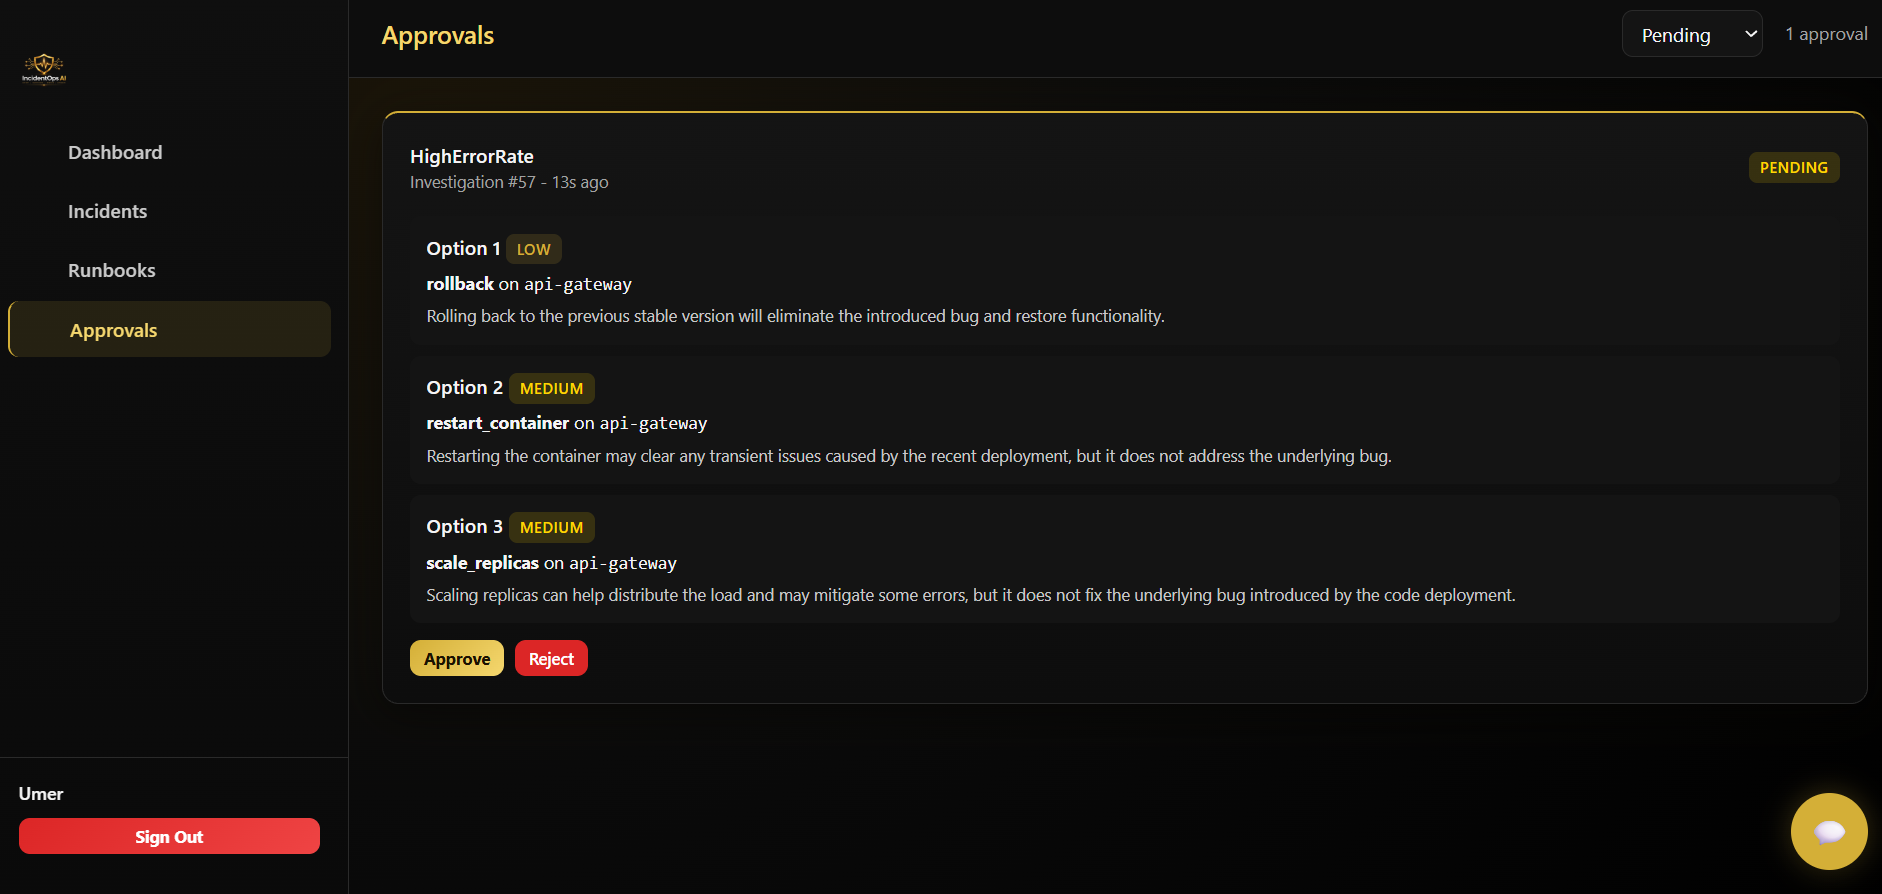 IncidentOps AI
Dashboard
Incidents
Runbooks
Approvals
Umer
Sign Out
Approvals
Pending
1 approval
HighErrorRate
Investigation #57 - 13s ago
PENDING
Option 1 LOW
rollback on api-gateway
Rolling back to the previous stable version will eliminate the introduced bug and restore functionality.
Option 2 MEDIUM
restart_container on api-gateway
Restarting the container may clear any transient issues caused by the recent deployment, but it does not address the underlying bug.
Option 3 MEDIUM
scale_replicas on api-gateway
Scaling replicas can help distribute the load and may mitigate some errors, but it does not fix the underlying bug introduced by the code deployment.
Approve
Reject